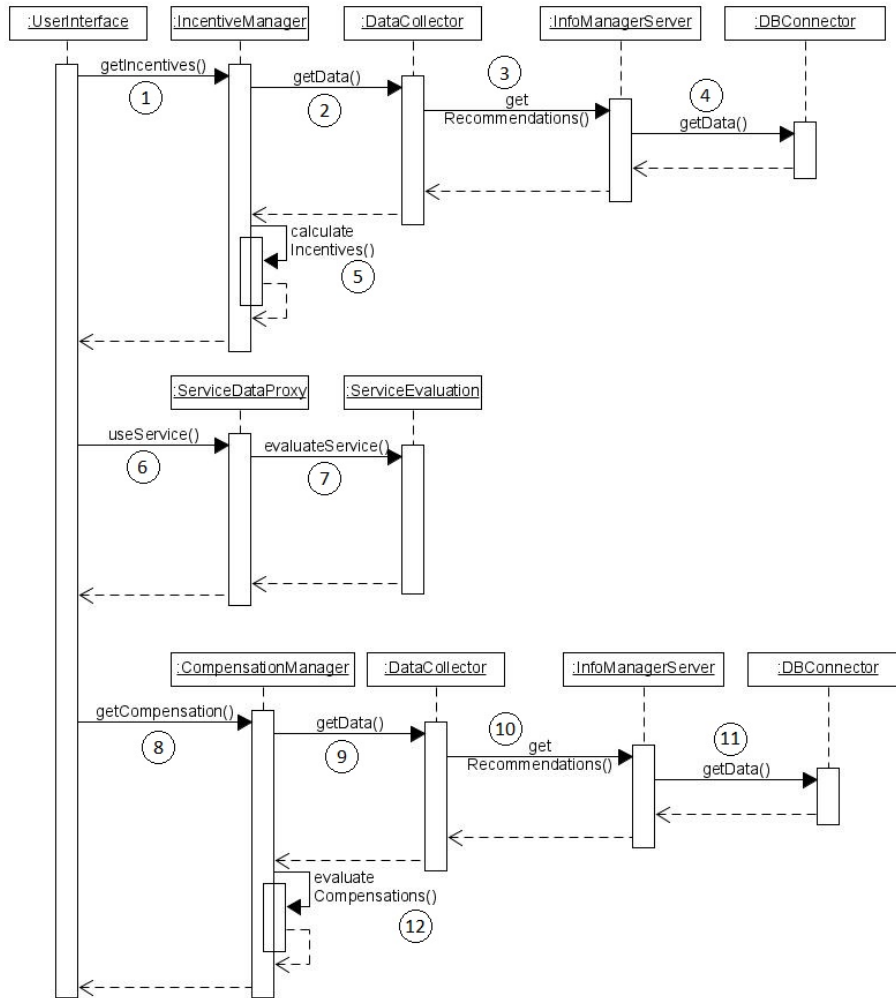 :UserInterface
:IncentiveManager
:DataCollector
:InfoManagerServer
:DBConnector
getIncentives()
1
getData()
2
3
get
Recommendations()
4
getData()
calculate
Incentives()
5
:ServiceDataProxy
:ServiceEvaluation
useService()
6
evaluateService()
7
:CompensationManager
:DataCollector
:InfoManagerServer
:DBConnector
getCompensation()
8
getData()
9
10
get
Recommendations()
11
getData()
evaluate
Compensations()
12